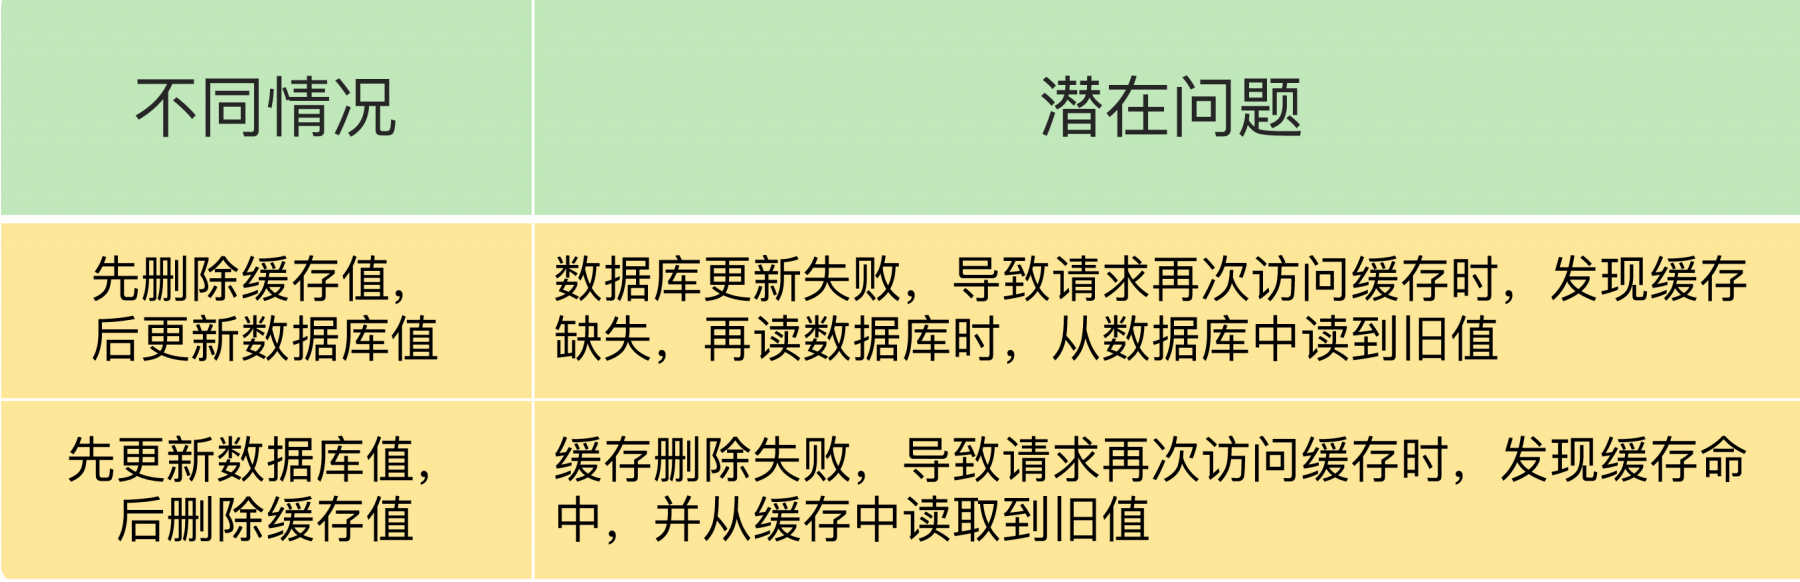 不同情况
潜在问题
先删除缓存值，
后更新数据库值
数据库更新失败，导致请求再次访问缓存时，发现缓存
缺失，再读数据库时，从数据库中读到旧值
先更新数据库值，
后删除缓存值
缓存删除失败，导致请求再次访问缓存时，发现缓存命
中，并从缓存中读取到旧值